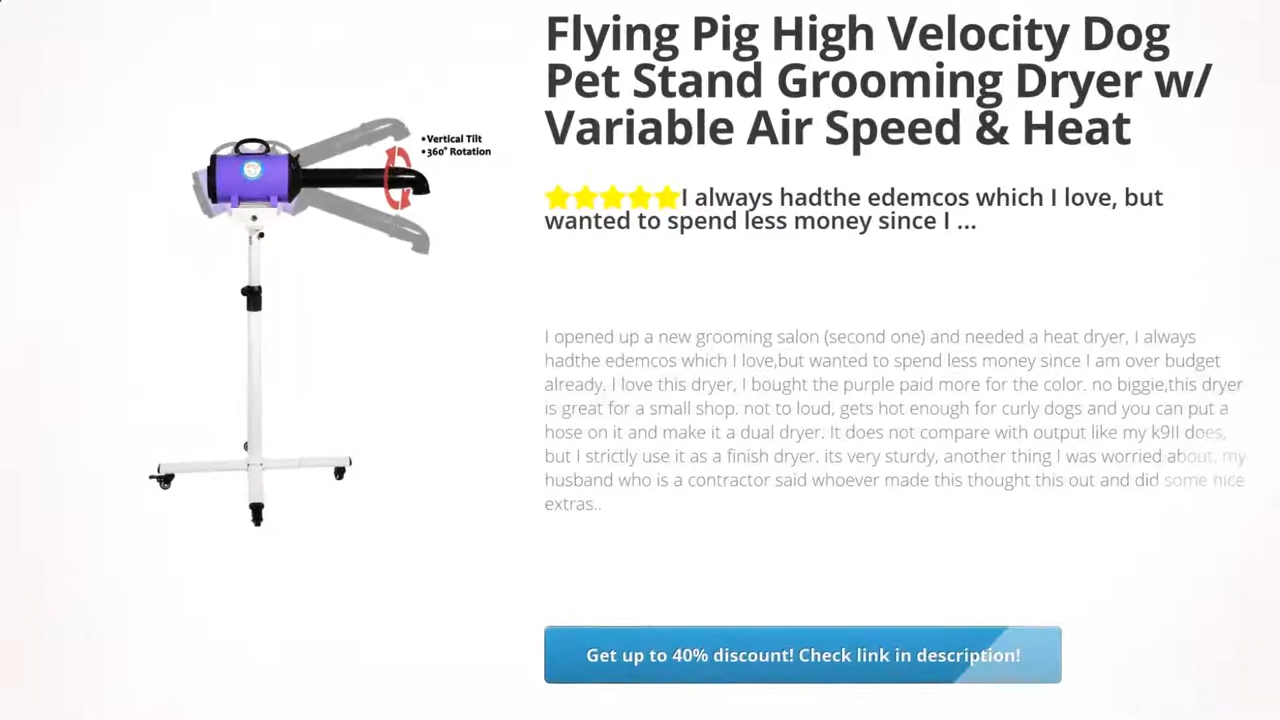 Flying Pig High Velocity Dog
Pet Stand Grooming Dryer w/
Variable Air Speed & Heat
•Vertical Tilt
•360° Rotation
I always hadthe edemcos which I love, but
wanted to spend less money since I ...
I opened up a new grooming salon (second one) and needed a heat dryer, I always
hadthe edemcos which I love,but wanted to spend less money since I am over budget
already. I love this dryer, I bought the purple paid more for the color. no biggie,this dryer
is great for a small shop. not to loud, gets hot enough for curly dogs and you can put a
hose on it and make it a dual dryer. It does not compare with output like my k9II does,
but I strictly use it as a finish dryer. its very sturdy, another thing I was worried about. my
husband who is a contractor said whoever made this thought this out and did some nice
extras..
Get up to 40% discount! Check link in description!